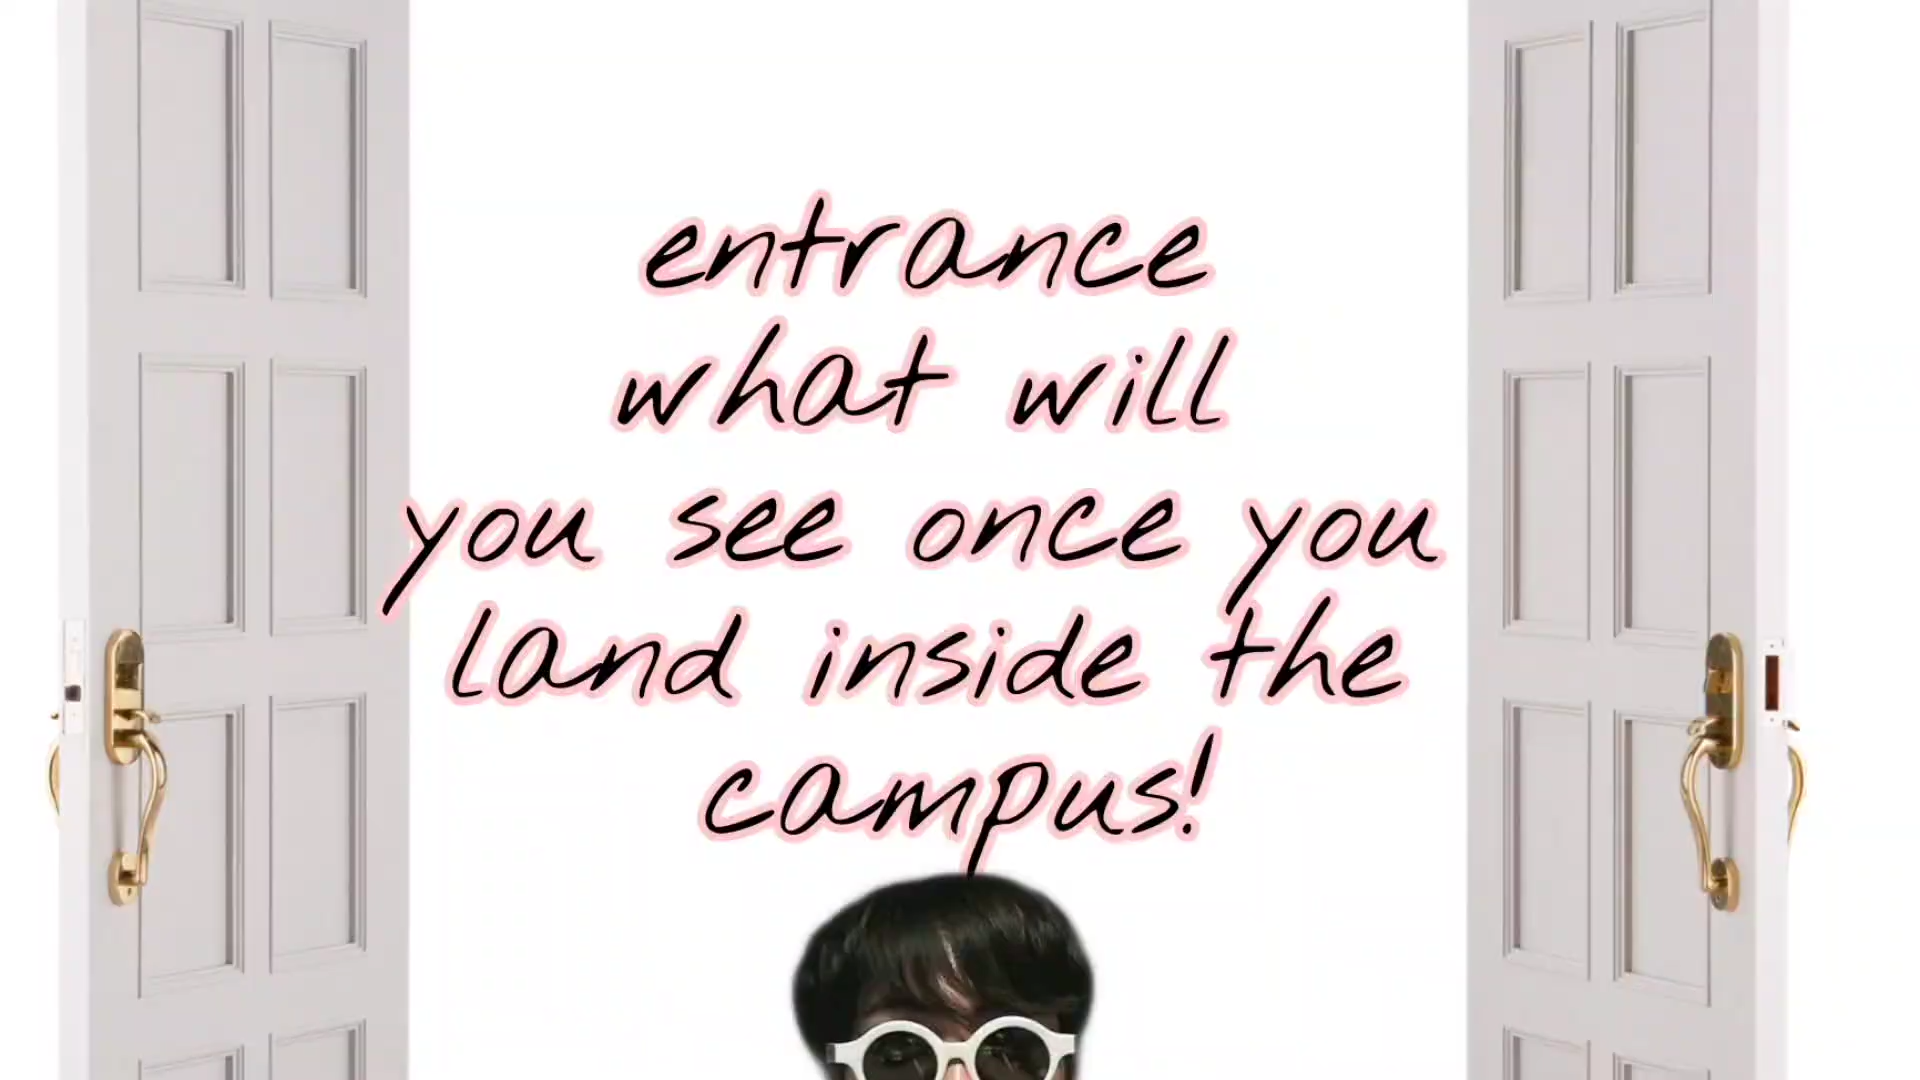 entrance
what will
you see once you
land inside the
campus!